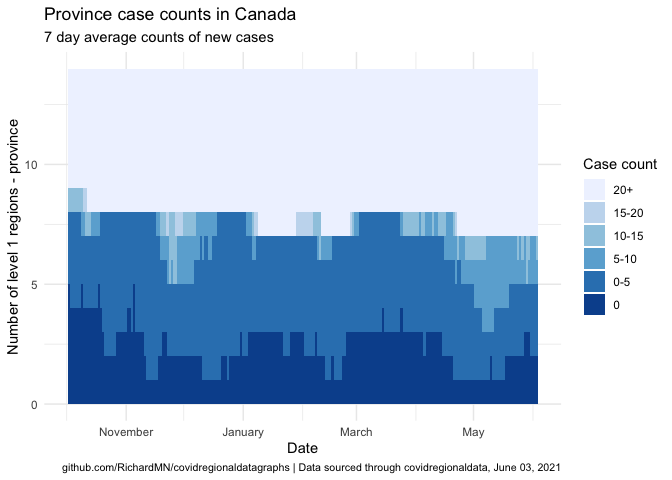 Province case counts in Canada
7 day average counts of new cases
Number of level 1 regions - province
10
5
0
November
January
March
May
Date
Case count
20+
15-20
10-15
5-10
0-5
0
github.com/RichardMN/covidregionaldatagraphs | Data sourced through covidregionaldata, June 03, 2021